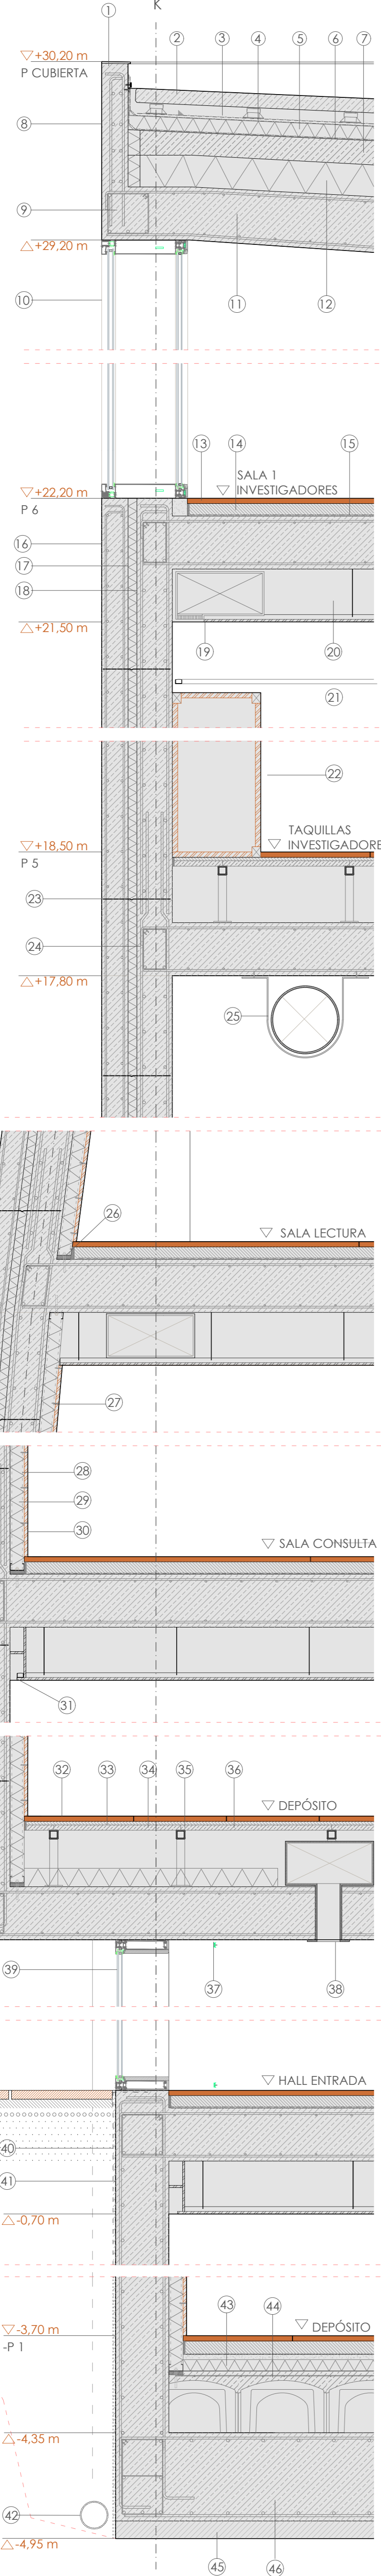 K
1
2
3
4
5
6
7
+30,20 m
P CUBIERTA
8
9
+29,20 m
10
11
12
13
14
15
SALA 1
INVESTIGADORES
+22,20 m
P 6
16
17
18
19
20
+21,50 m
21
22
TAQUILLAS
INVESTIGADORE
+18,50 m
P 5
23
24
+17,80 m
25
26
SALA LECTURA
27
28
29
30
SALA CONSULTA
31
32
33
34
35
36
DEPÓSITO
37
38
39
HALL ENTRADA
40
41
-0,70 m
43
44
DEPÓSITO
-3,70 m
-P 1
-4,35 m
42
-4,95 m
45
46